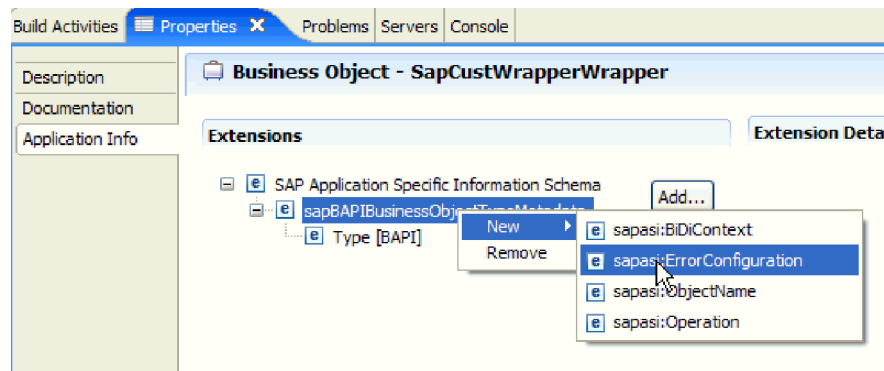 Build Activities Properties Problems Servers Console
Description
Documentation
Application Info
Business Object - SapCustWrapperWrapper
Extensions
Extension Deta
SAP Application Specific Information Schema
Add...
sapBAPIBusinessObjectTypeMetadata
Type [BAPI]
New
Remove
sapasi:BiDiContext
sapasi:ErrorConfiguration
sapasi:ObjectName
sapasi:Operation